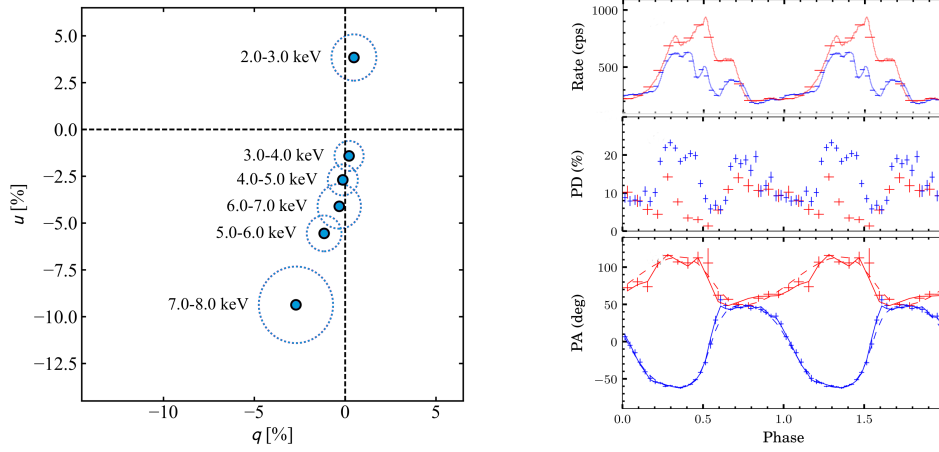 5.0
2.5
0.0
−2.5
−5.0
−7.5
−10.0
−12.5
u [%]
2.0-3.0 keV
3.0-4.0 keV
4.0-5.0 keV
6.0-7.0 keV
5.0-6.0 keV
7.0-8.0 keV
−10
−5
0
5
q [%]
1000
500
Rate (cps)
20
10
0
PD (%)
100
50
0
−50
PA (deg)
0.0
0.5
1.0
1.5
Phase